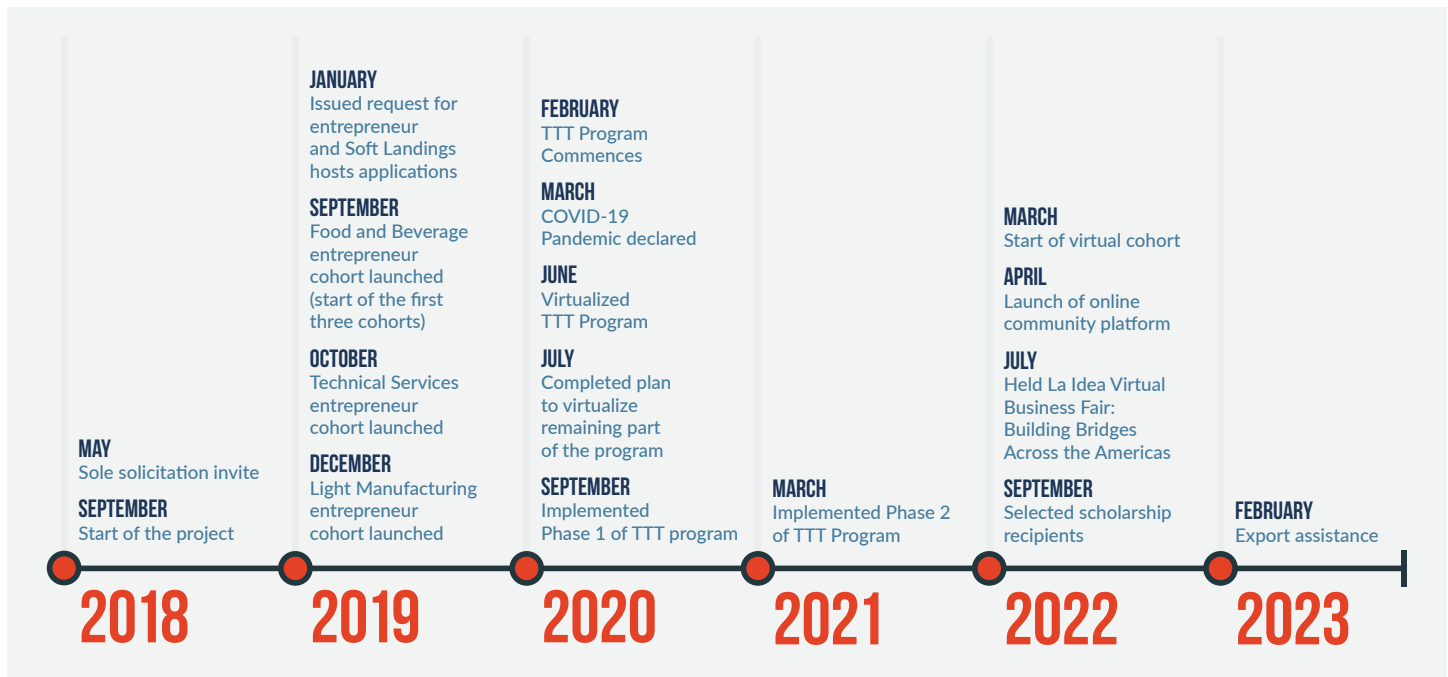 MAY
Sole solicitation invite
SEPTEMBER
Start of the project
2018
JANUARY
Issued request for
entrepreneur
and Soft Landings
hosts applications
SEPTEMBER
Food and Beverage
entrepreneur
cohort launched
(start of the first
three cohorts)
OCTOBER
Technical Services
entrepreneur
cohort launched
DECEMBER
Light Manufacturing
entrepreneur
cohort launched
2019
FEBRUARY
TTT Program
Commences
MARCH
COVID-19
Pandemic declared
JUNE
Virtualized
TTT Program
JULY
Completed plan
to virtualize
remaining part
of the program
SEPTEMBER
Implemented
Phase 1 of TTT program
2020
MARCH
Implemented Phase 2
of TTT Program
2021
MARCH
Start of virtual cohort
APRIL
Launch of online
community platform
JULY
Held La Idea Virtual
Business Fair:
Building Bridges
Across the Americas
SEPTEMBER
Selected scholarship
recipients
2022
FEBRUARY
Export assistance
2023